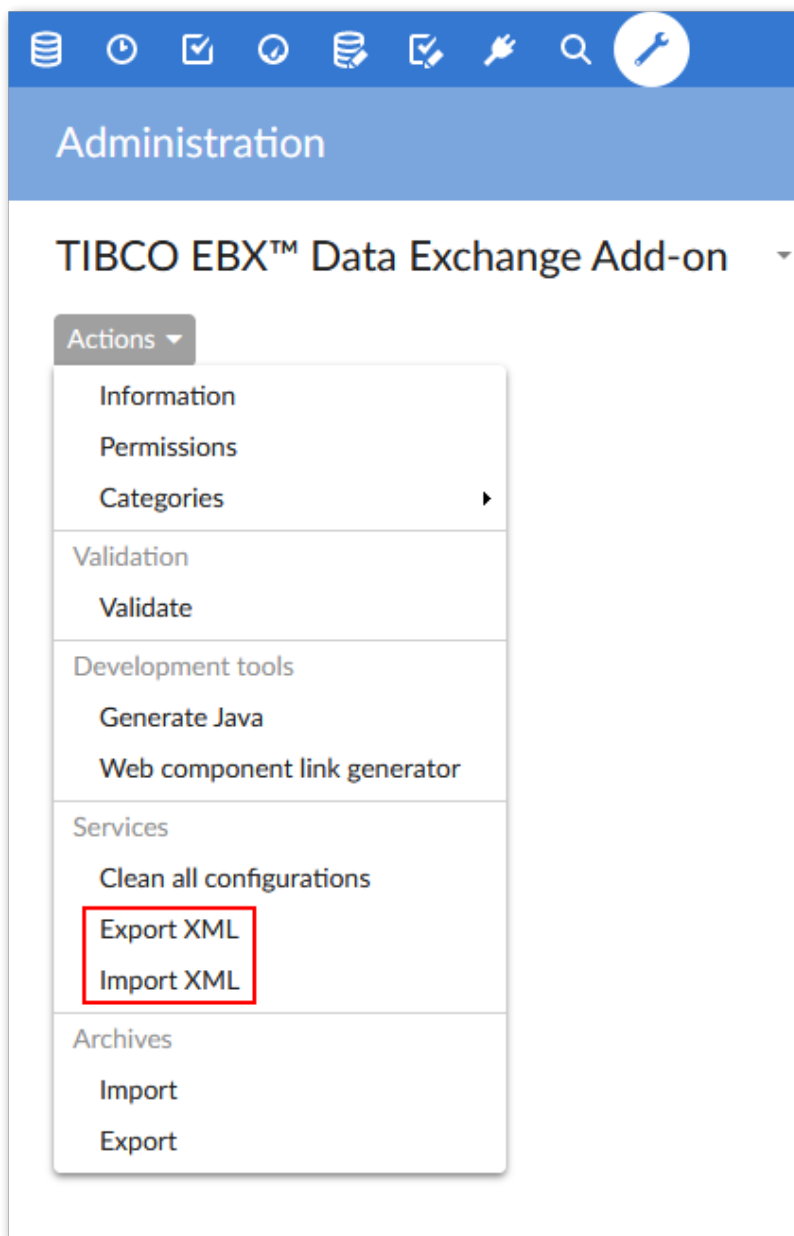 Administration
TIBCO EBX™ Data Exchange Add-on
Actions
Information
Permissions
Categories
Validation
Validate
Development tools
Generate Java
Web component link generator
Services
Clean all configurations
Export XML
Import XML
Archives
Import
Export